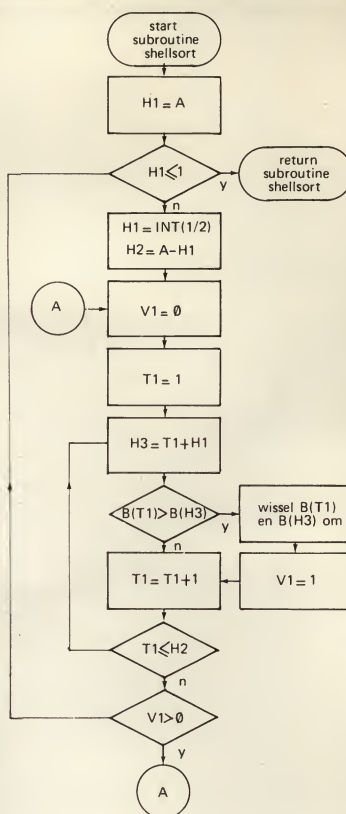 start
subroutine
shellsort
H1 = A
H1⩽1
y
return
subroutine
shellsort
n
H1 = INT(1/2)
H2 = A–H1
A
V1 = 0
T1 = 1
H3 = T1+H1
B(T1)>B(H3)
y
wissel B(T1)
en B(H3) om
n
T1 = T1+1
V1 = 1
T1⩽H2
n
V1>0
y
A